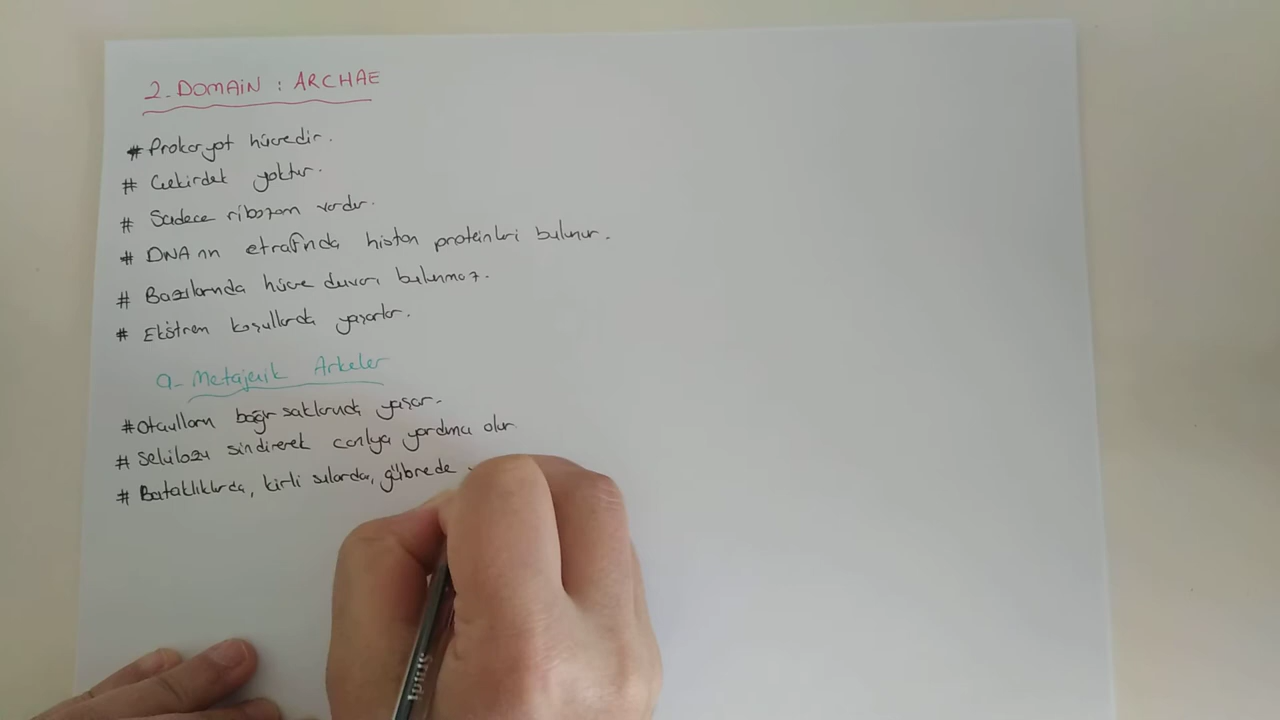 2-DOMAiN : ARCHAE
# Prokaryot hücredir.
# Çekirdek yoktur.
# Sadece ribozom vardır.
# DNA nın etrafında histon proteinleri bulunur.
# Bazılarında hücre duvarı bulunmaz.
# Ekstrem koşullarda yaşarlar.
a- Metajenik Arkeler
# Otçulların bağırsaklarında yaşar.
# Selülozu sindirerek canlıya yardımcı olur
# Bataklıklarda, kirli sularda, gübrede